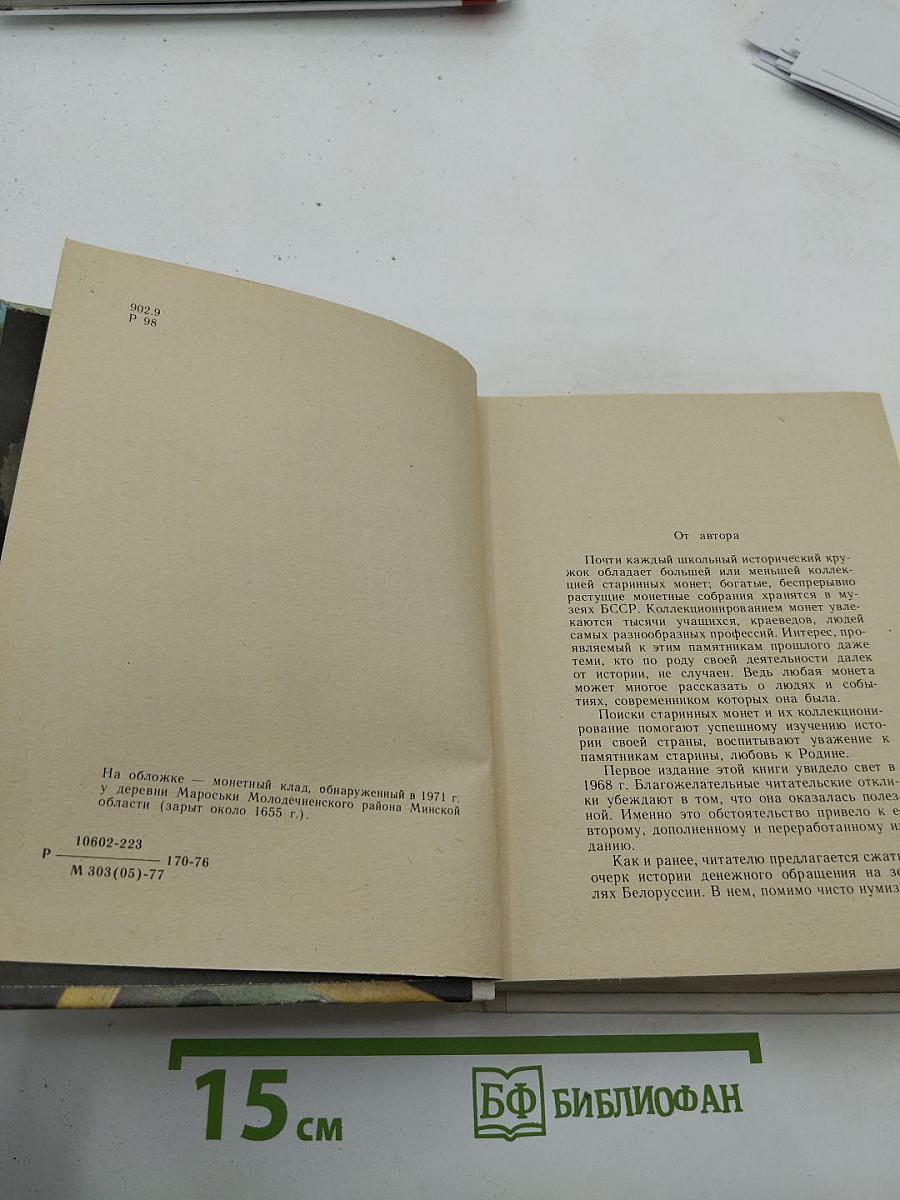 902.9
Р 98
На обложке — монетный клад, обнаруженный в 1971 г.
у деревни Мароськи Молодечненского района Минской
области (зарыт около 1655 г.).
10602-223
Р 170-76
М 303(05)-77
От автора
Почти каждый школьный исторический кру-
жок обладает большей или меньшей коллек-
цией старинных монет; богатые, беспрерывно
растущие монетные собрания хранятся в му-
зеях БССР. Коллекционированием монет увле-
каются тысячи учащихся, краеведов, людей
самых разнообразных профессий. Интерес, про-
являемый к этим памятникам прошлого даже
теми, кто по роду своей деятельности далек
от истории, не случаен. Ведь любая монета
может многое рассказать о людях и собы-
тиях, современником которых она была.
Поиски старинных монет и их коллекциони-
рование помогают успешному изучению исто-
рии своей страны, воспитывают уважение к
памятникам старины, любовь к Родине.
Первое издание этой книги увидело свет в
1968 г. Благожелательные читательские откли-
ки убеждают в том, что она оказалась полез-
ной. Именно это обстоятельство привело к е
второму, дополненному и переработанному из
данию.
Как и ранее, читателю предлагается сжат
очерк истории денежного обращения на зе
лях Белоруссии. В нем, помимо чисто нумиз
15 см
БФ БИБЛИОФАН